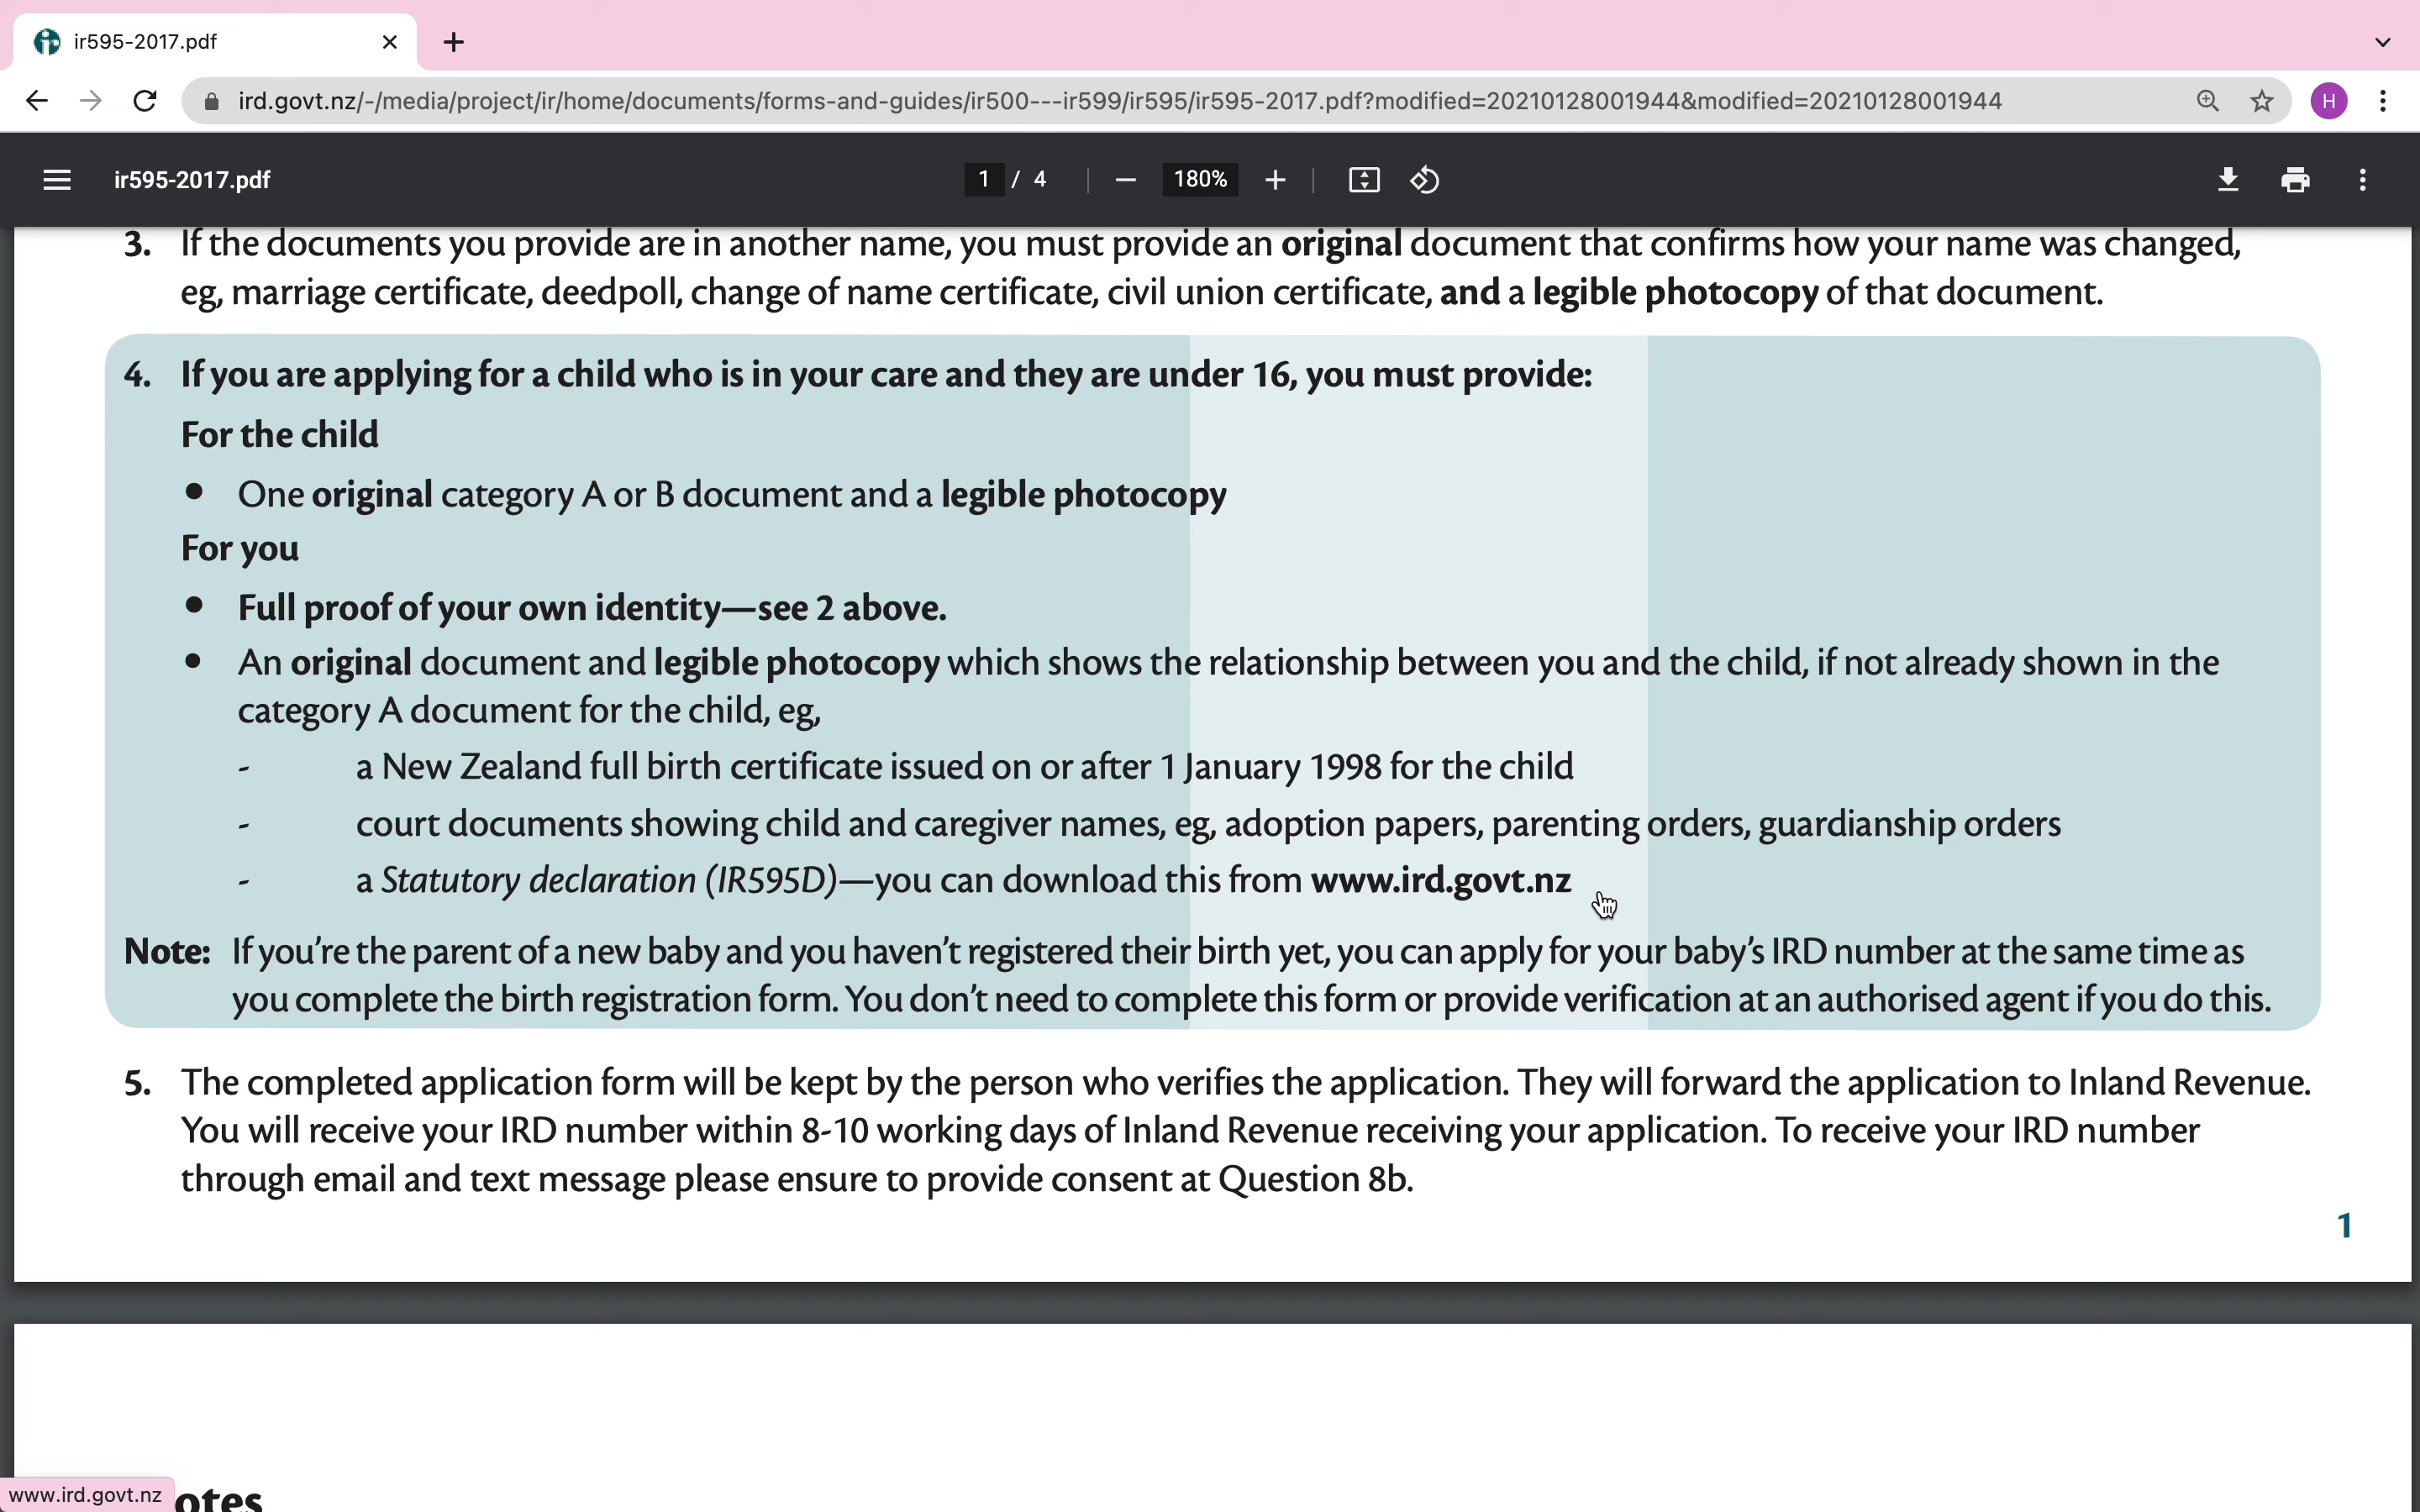 ir595-2017.pdf
ird.govt.nz/-/media/project/ir/home/documents/forms-and-guides/ir500---ir599/ir595/ir595-2017.pdf?modified=20210128001944&modified=20210128001944
H
ir595-2017.pdf
1 / 4
180%
3. If the documents you provide are in another name, you must provide an original document that confirms how your name was changed,
eg, marriage certificate, deedpoll, change of name certificate, civil union certificate, and a legible photocopy of that document.
4. If you are applying for a child who is in your care and they are under 16, you must provide:
For the child
• One original category A or B document and a legible photocopy
For you
• Full proof of your own identity—see 2 above.
• An original document and legible photocopy which shows the relationship between you and the child, if not already shown in the
category A document for the child, eg,
- a New Zealand full birth certificate issued on or after 1 January 1998 for the child
- court documents showing child and caregiver names, eg, adoption papers, parenting orders, guardianship orders
- a Statutory declaration (IR595D)—you can download this from www.ird.govt.nz
Note: If you're the parent of a new baby and you haven't registered their birth yet, you can apply for your baby's IRD number at the same time as
you complete the birth registration form. You don't need to complete this form or provide verification at an authorised agent if you do this.
5. The completed application form will be kept by the person who verifies the application. They will forward the application to Inland Revenue.
You will receive your IRD number within 8-10 working days of Inland Revenue receiving your application. To receive your IRD number
through email and text message please ensure to provide consent at Question 8b.
1
www.ird.govt.nz
otes